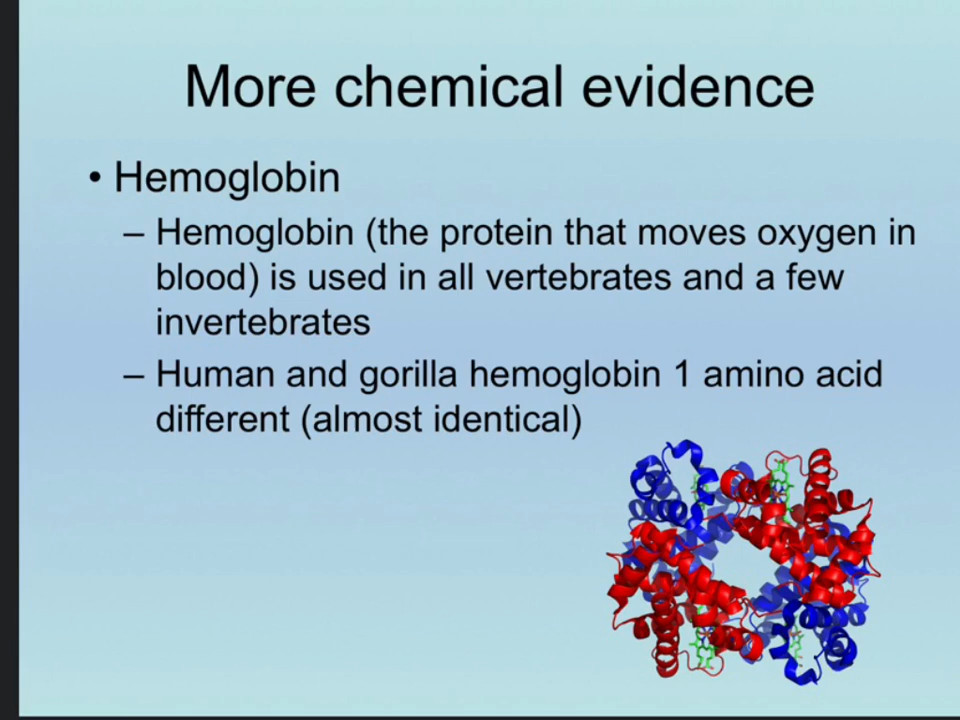 More chemical evidence
• Hemoglobin
– Hemoglobin (the protein that moves oxygen in
blood) is used in all vertebrates and a few
invertebrates
– Human and gorilla hemoglobin 1 amino acid
different (almost identical)